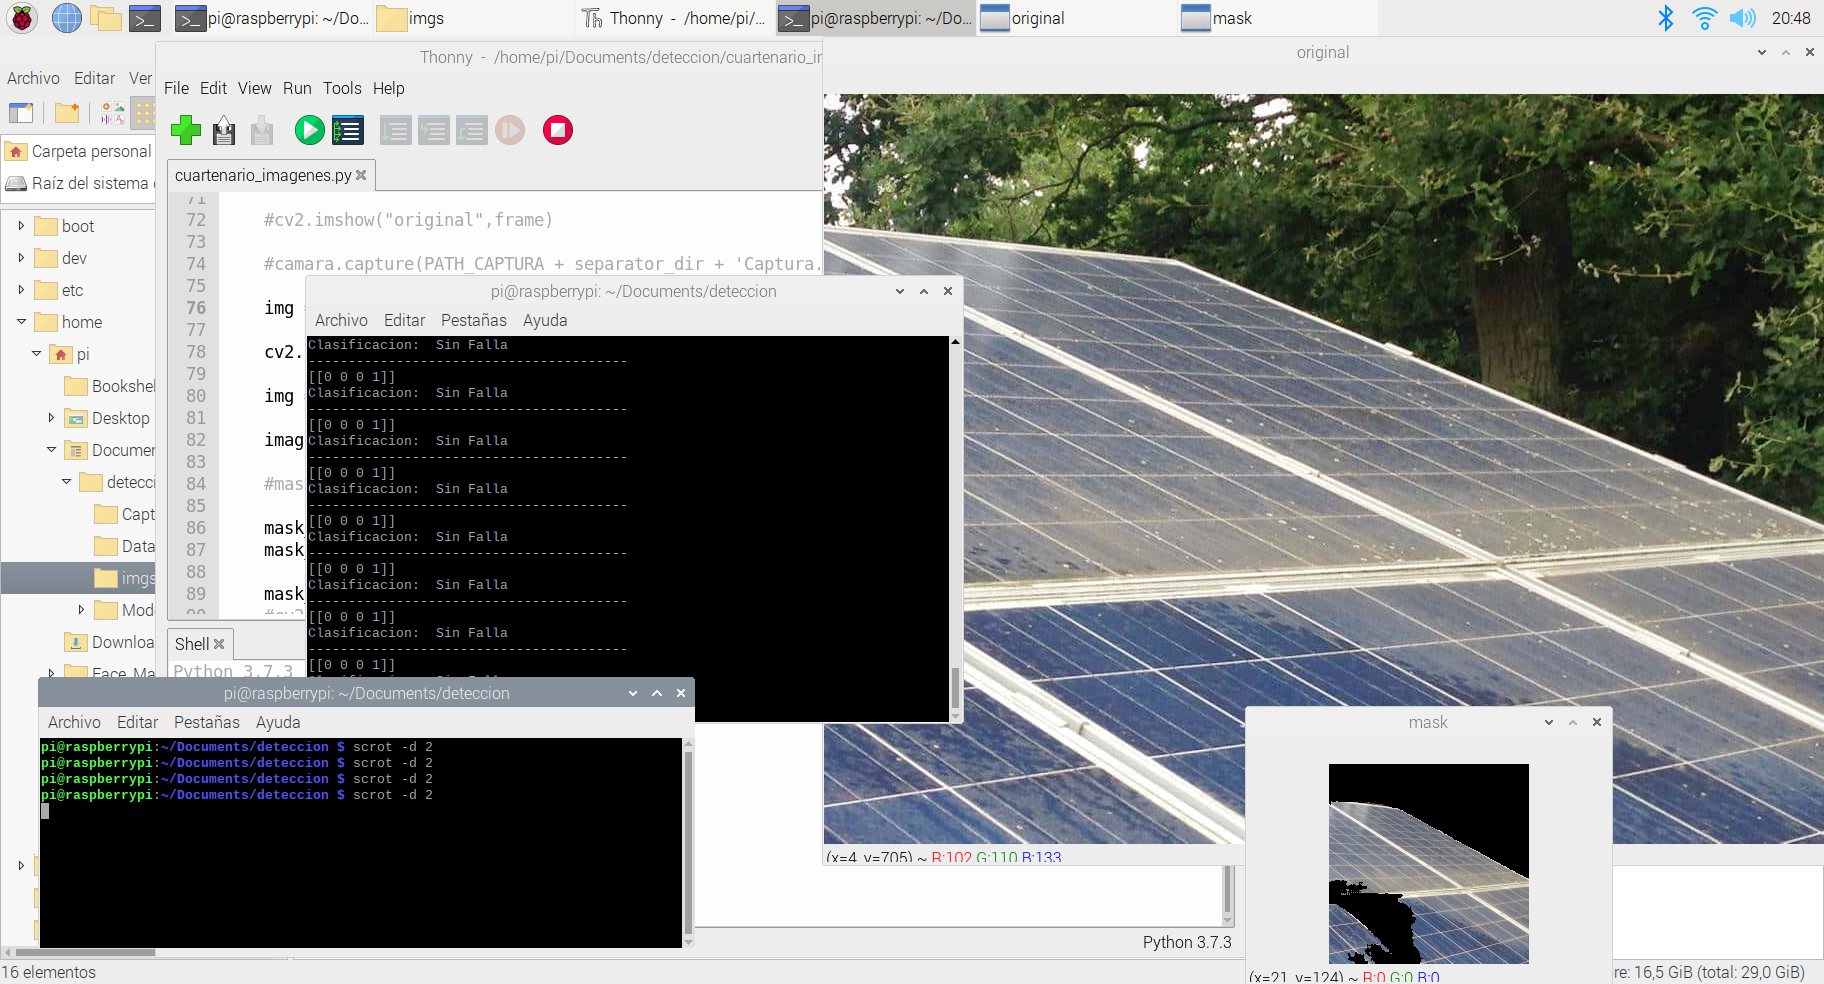 pi@raspberrypi: ~/Do...
imgs
Thonny - /home/pi/...
pi@raspberrypi: ~/Do...
original
mask
20:48
Archivo Editar Ver
Carpeta personal
Raíz del sistema
boot
dev
etc
home
pi
Bookshel
Desktop
Documen
detecci
Capt
Data
imgs
Mod
Downloa
Face_Ma
16 elementos
Thonny - /home/pi/Documents/deteccion/cuartenario_i
File Edit View Run Tools Help
cuartenario_imagenes.py
71
72 #cv2.imshow("original",frame)
73
74 #camara.capture(PATH_CAPTURA + separator_dir + 'Captura.
75
76 img
77
78 cv2.
79
80 img
81
82 imag
83
84 #mas
85
86 mask
87 mask
88
89 mask
90 #cv2
Shell
Python 3.7.3
pi@raspberrypi: ~/Documents/deteccion
Archivo Editar Pestañas Ayuda
Clasificacion:  Sin Falla
----------------------------------------
[[0 0 0 1]]
Clasificacion:  Sin Falla
----------------------------------------
[[0 0 0 1]]
Clasificacion:  Sin Falla
----------------------------------------
[[0 0 0 1]]
Clasificacion:  Sin Falla
----------------------------------------
[[0 0 0 1]]
Clasificacion:  Sin Falla
----------------------------------------
[[0 0 0 1]]
Clasificacion:  Sin Falla
----------------------------------------
[[0 0 0 1]]
Clasificacion:  Sin Falla
----------------------------------------
[[0 0 0 1]]
pi@raspberrypi: ~/Documents/deteccion
Archivo Editar Pestañas Ayuda
pi@raspberrypi:~/Documents/deteccion $ scrot -d 2
pi@raspberrypi:~/Documents/deteccion $ scrot -d 2
pi@raspberrypi:~/Documents/deteccion $ scrot -d 2
pi@raspberrypi:~/Documents/deteccion $ scrot -d 2
original
(x=4, y=705) ~ R:102 G:110 B:133
mask
(x=21, y=124) ~ R:0 G:0 B:0
Python 3.7.3
re: 16,5 GiB (total: 29,0 GiB)